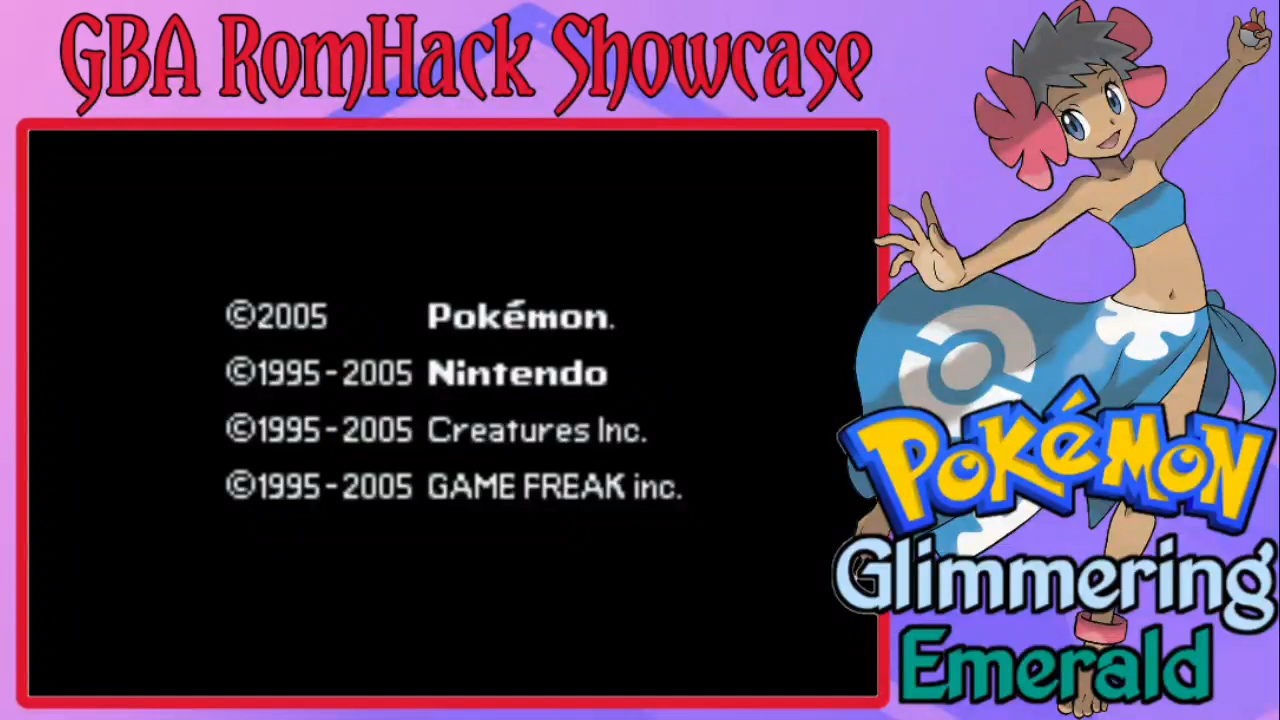 GBA RomHack Showcase
©2005 Pokémon.
©1995-2005 Nintendo
©1995-2005 Creatures Inc.
©1995-2005 GAME FREAK inc.
POKéMON
Glimmering
Emerald